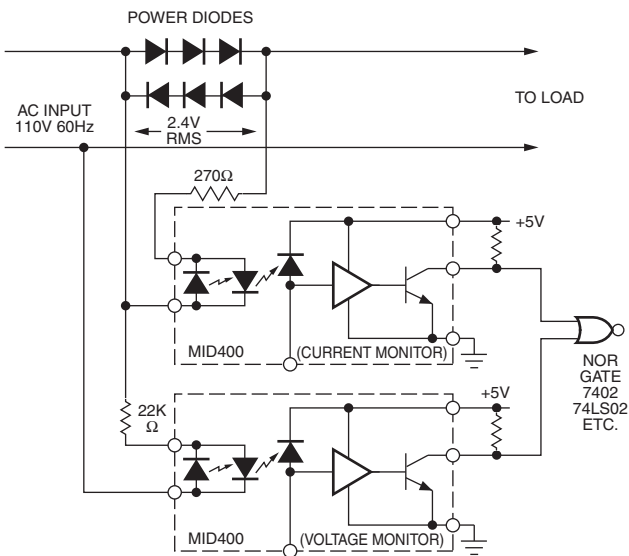 POWER DIODES
TO LOAD
AC INPUT
110V 60Hz
2.4V
RMS
270Ω
+5V
MID400
(CURRENT MONITOR)
NOR
GATE
7402
74LS02
ETC.
22K
Ω
+5V
MID400
(VOLTAGE MONITOR)